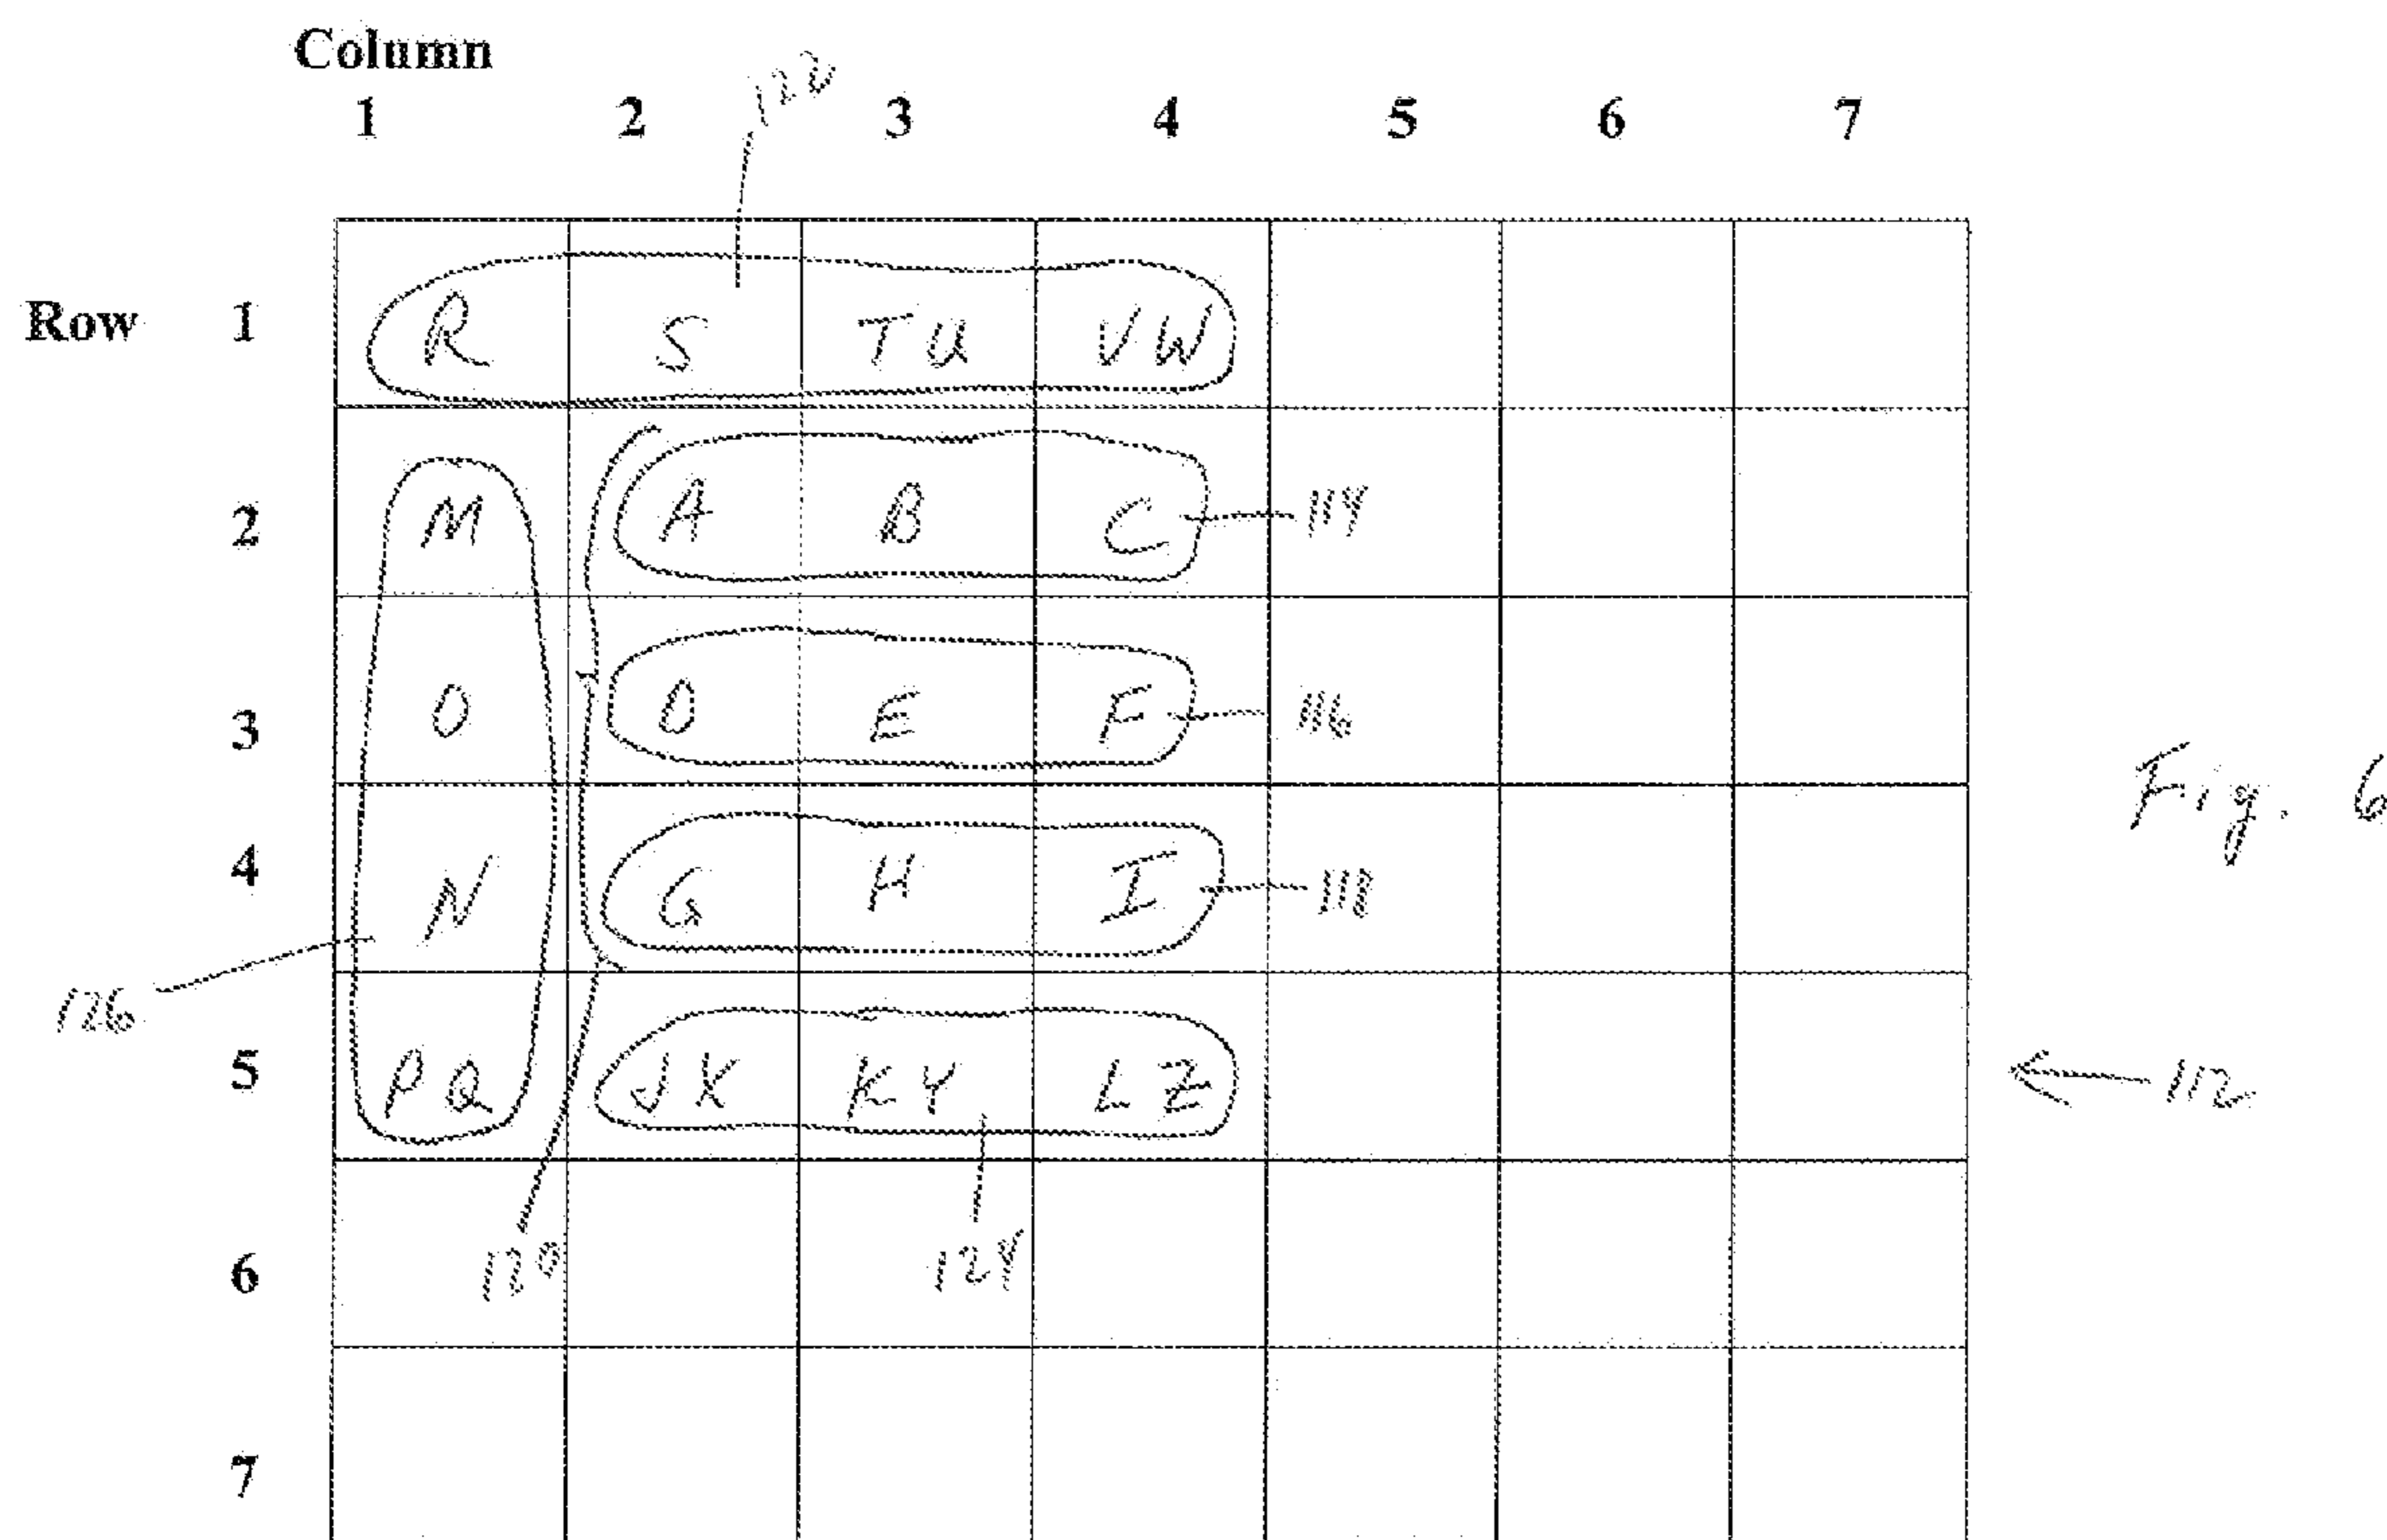 Column
122
1 2 3 4 5 6 7
Row 1 R S TU VW
2 M A B C 114
3 O D E F 116
Fig. 6
4 N G H I 118
126
5 PQ JX KY LZ 112
6 120 124
7